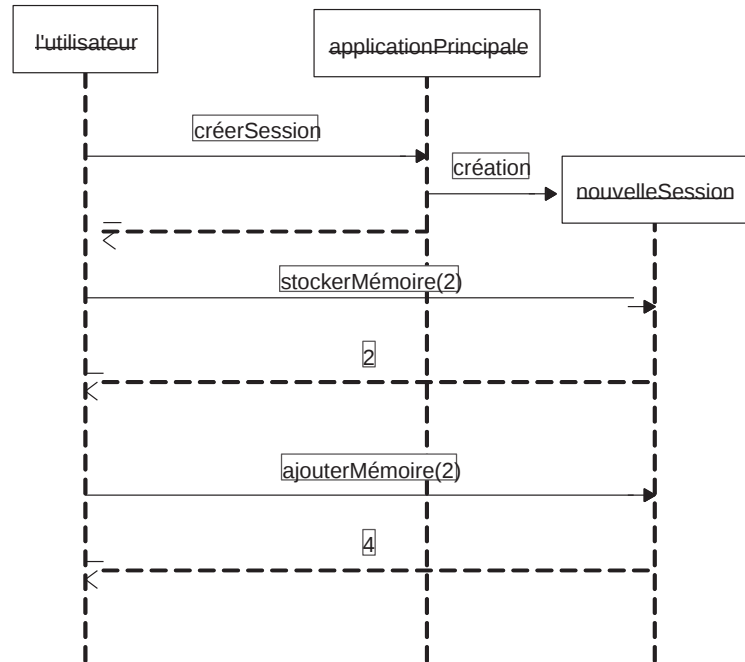 l'utilisateur
applicationPrincipale
créerSession
création
nouvelleSession
stockerMémoire(2)
2
ajouterMémoire(2)
4